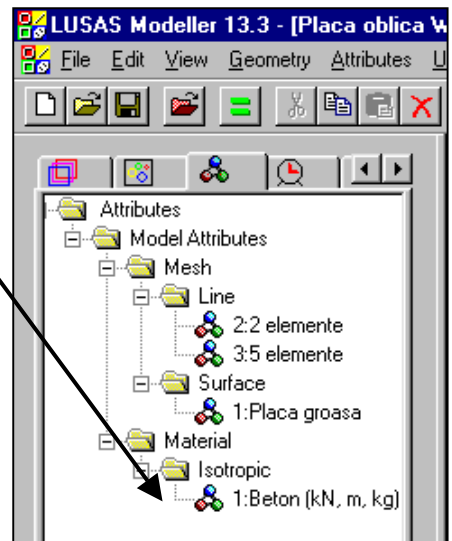 LUSAS Modeller 13.3 - [Placa oblica
File Edit View Geometry Attributes
Attributes
Model Attributes
Mesh
Line
2:2 elemente
3:5 elemente
Surface
1:Placa groasa
Material
Isotropic
1:Beton (kN, m, kg)